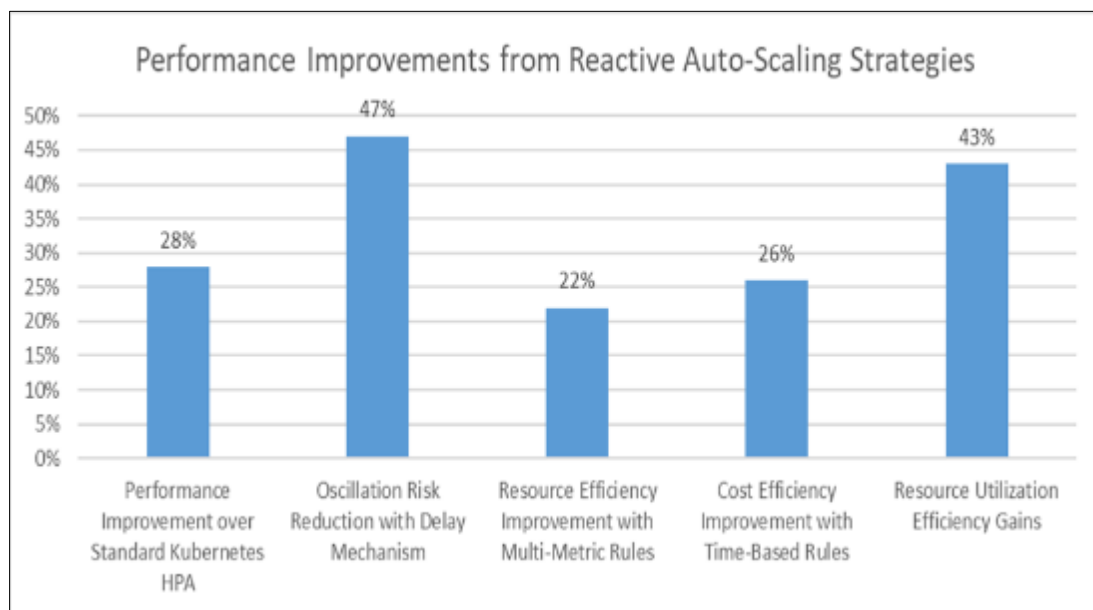 Performance Improvements from Reactive Auto-Scaling Strategies
50%
45%
40%
35%
30%
25%
20%
15%
10%
5%
0%
28%
47%
22%
26%
43%
Performance
Improvement over
Standard Kubernetes
HPA
Oscillation Risk
Reduction with Delay
Mechanism
Resource Efficiency
Improvement with
Multi-Metric Rules
Cost Efficiency
Improvement with
Time-Based Rules
Resource Utilization
Efficiency Gains